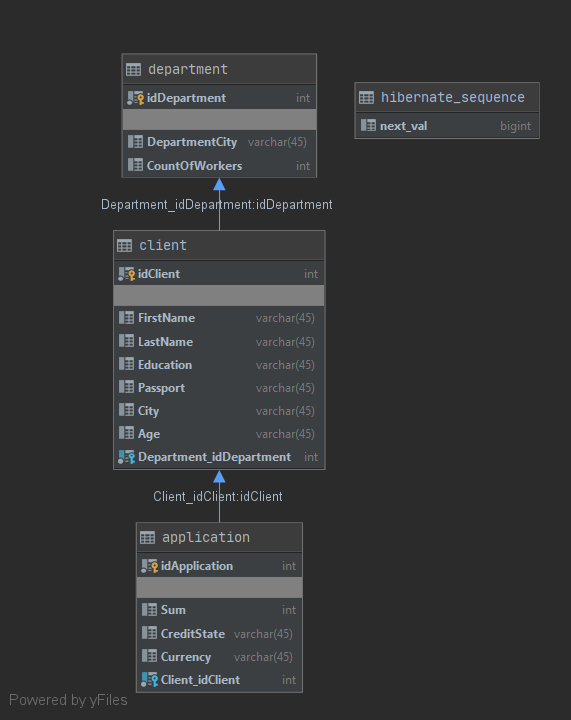 department
idDepartment int
DepartmentCity varchar(45)
CountOfWorkers int
hibernate_sequence
next_val bigint
Department_idDepartment:idDepartment
client
idClient int
FirstName varchar(45)
LastName varchar(45)
Education varchar(45)
Passport varchar(45)
City varchar(45)
Age varchar(45)
Department_idDepartment int
Client_idClient:idClient
application
idApplication int
Sum int
CreditState varchar(45)
Currency varchar(45)
Client_idClient int
Powered by yFiles